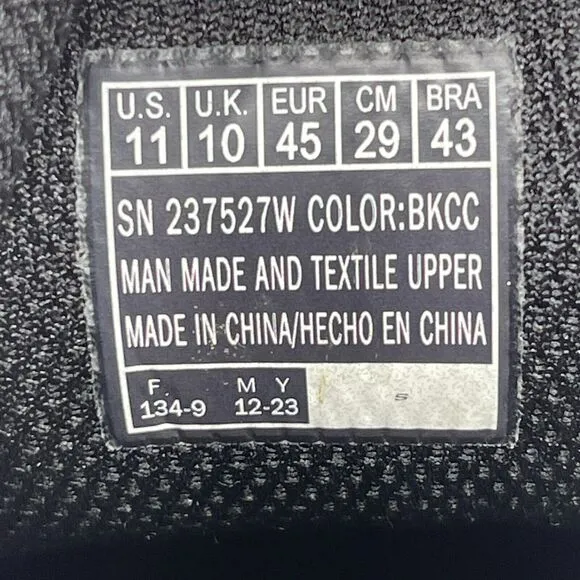 U.S. U.K. EUR CM BRA
11 10 45 29 43
SN 237527W COLOR:BKCC
MAN MADE AND TEXTILE UPPER
MADE IN CHINA/HECHO EN CHINA
F M Y
134-9 12-23
S